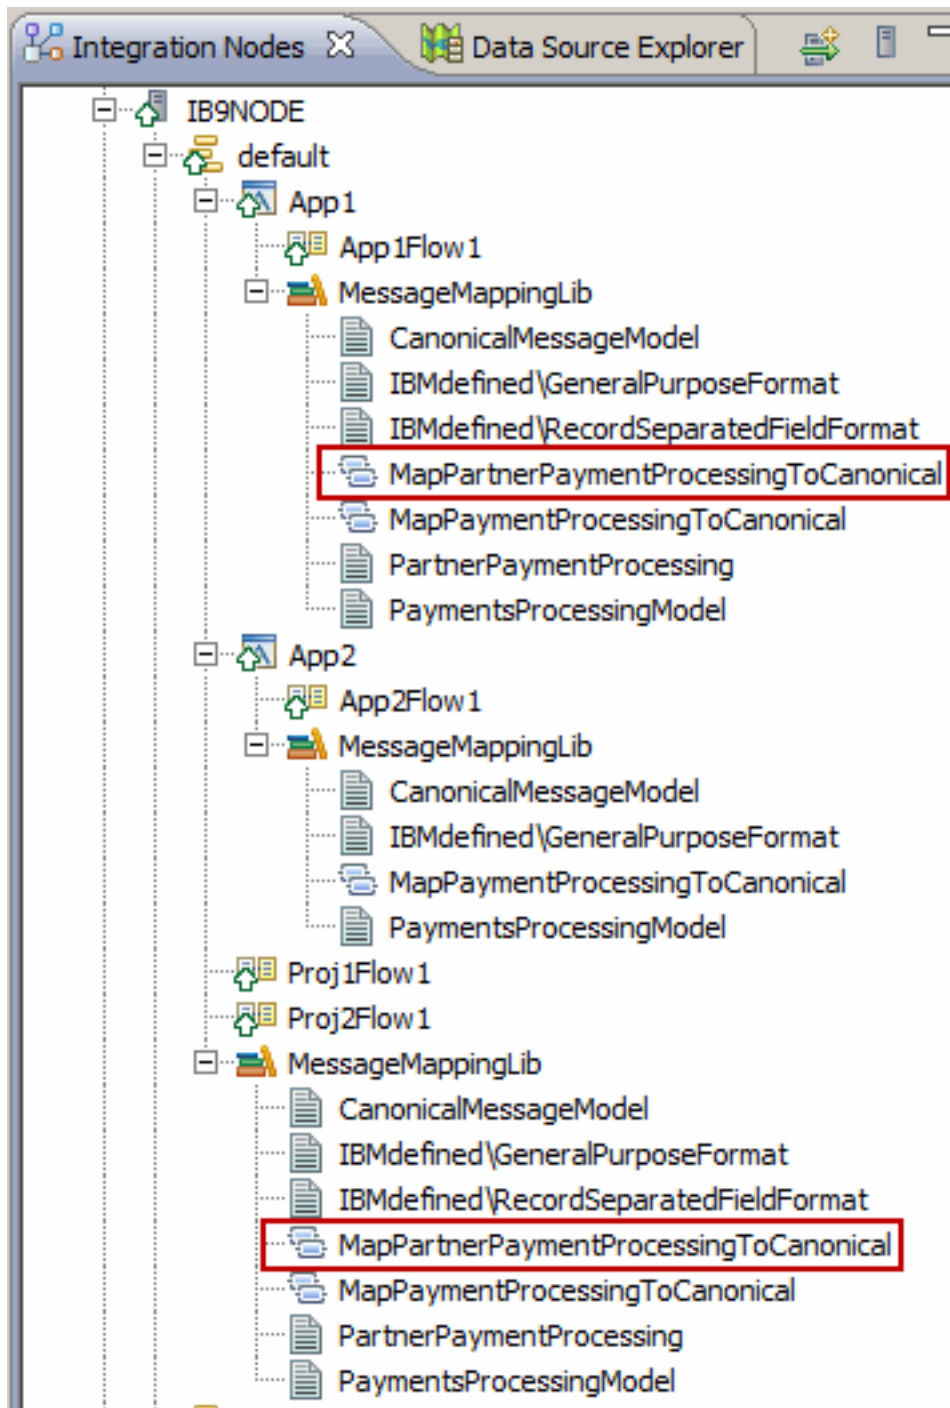 Integration Nodes Data Source Explorer
IB9NODE
default
App1
App1Flow1
MessageMappingLib
CanonicalMessageModel
IBMdefined\GeneralPurposeFormat
IBMdefined\RecordSeparatedFieldFormat
MapPartnerPaymentProcessingToCanonical
MapPaymentProcessingToCanonical
PartnerPaymentProcessing
PaymentsProcessingModel
App2
App2Flow1
MessageMappingLib
CanonicalMessageModel
IBMdefined\GeneralPurposeFormat
MapPaymentProcessingToCanonical
PaymentsProcessingModel
Proj1Flow1
Proj2Flow1
MessageMappingLib
CanonicalMessageModel
IBMdefined\GeneralPurposeFormat
IBMdefined\RecordSeparatedFieldFormat
MapPartnerPaymentProcessingToCanonical
MapPaymentProcessingToCanonical
PartnerPaymentProcessing
PaymentsProcessingModel